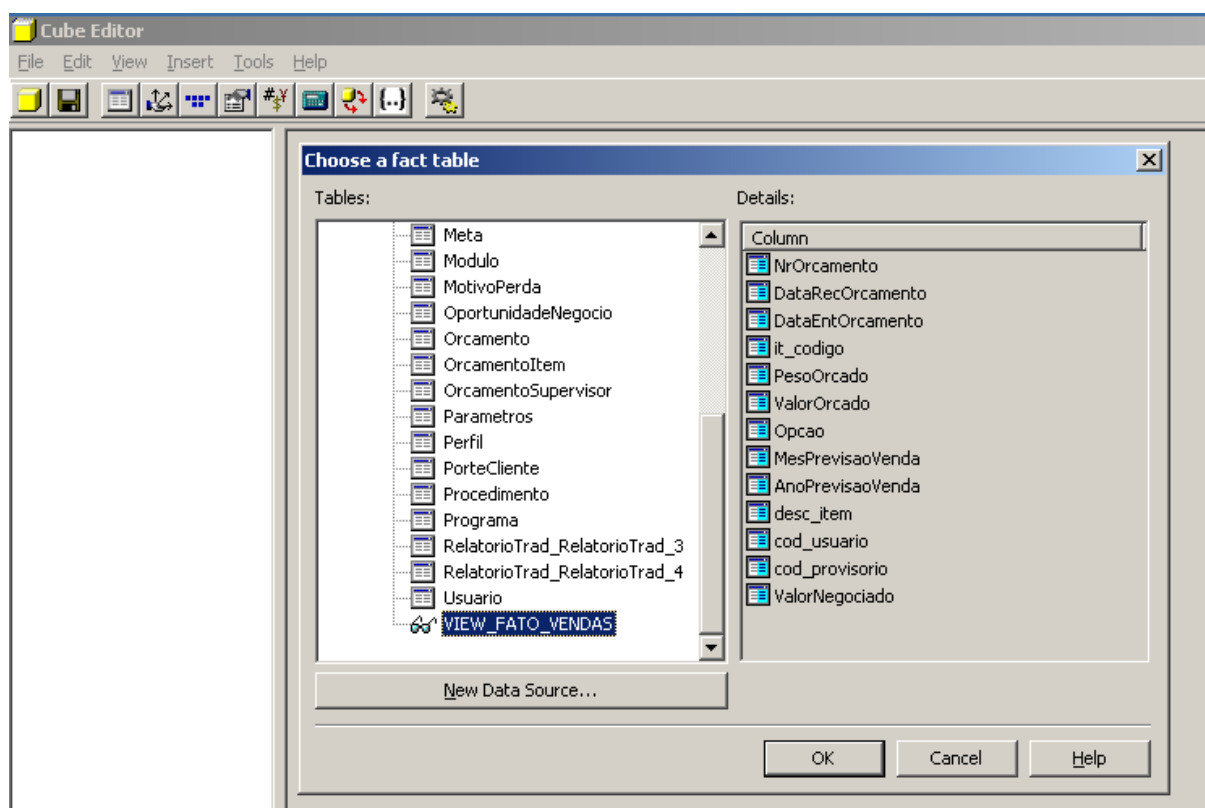 Cube Editor
File Edit View Insert Tools Help
Choose a fact table
Tables:
Meta
Modulo
MotivoPerda
OportunidadeNegocio
Orcamento
OrcamentoItem
OrcamentoSupervisor
Parametros
Perfil
PorteCliente
Procedimento
Programa
RelatorioTrad_RelatorioTrad_3
RelatorioTrad_RelatorioTrad_4
Usuario
VIEW_FATO_VENDAS
New Data Source...
Details:
Column
NrOrcamento
DataRecOrcamento
DataEntOrcamento
it_codigo
PesoOrcado
ValorOrcado
Opcao
MesPrevisaoVenda
AnoPrevisaoVenda
desc_item
cod_usuario
cod_provisorio
ValorNegociado
OK Cancel Help